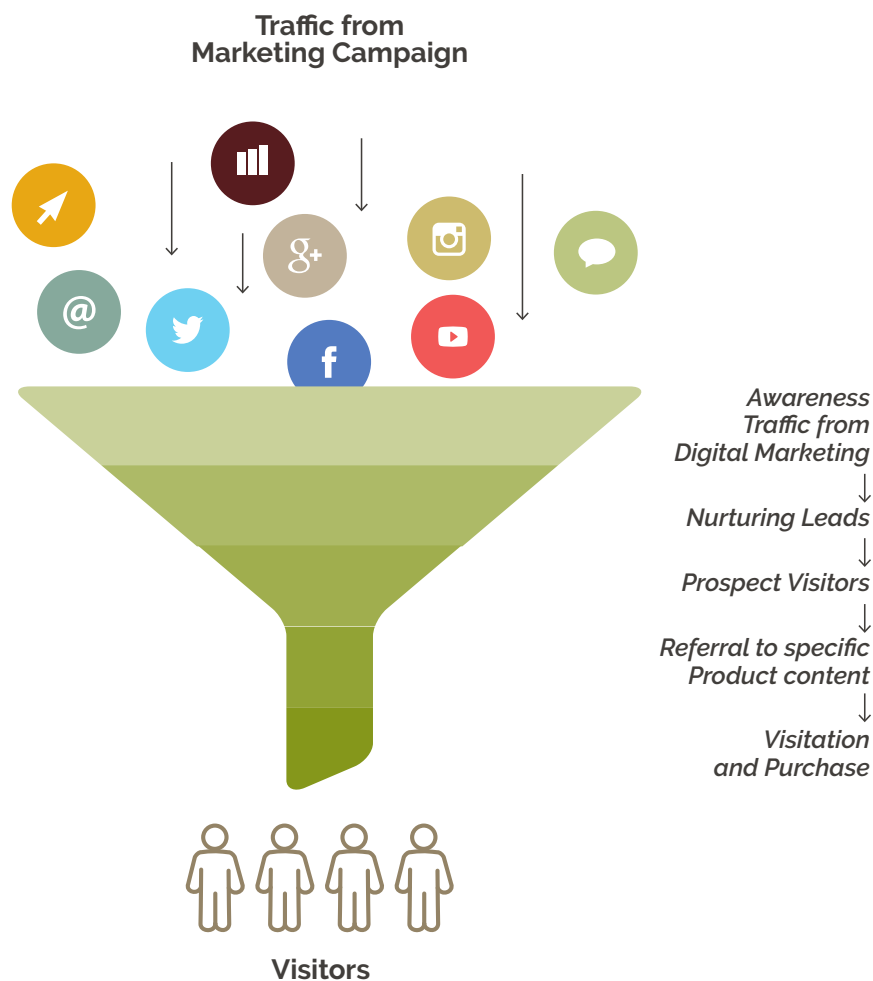 Traffic from
Marketing Campaign
g+
@
f
Awareness
Traffic from
Digital Marketing
Nurturing Leads
Prospect Visitors
Referral to specific
Product content
Visitation
and Purchase
Visitors